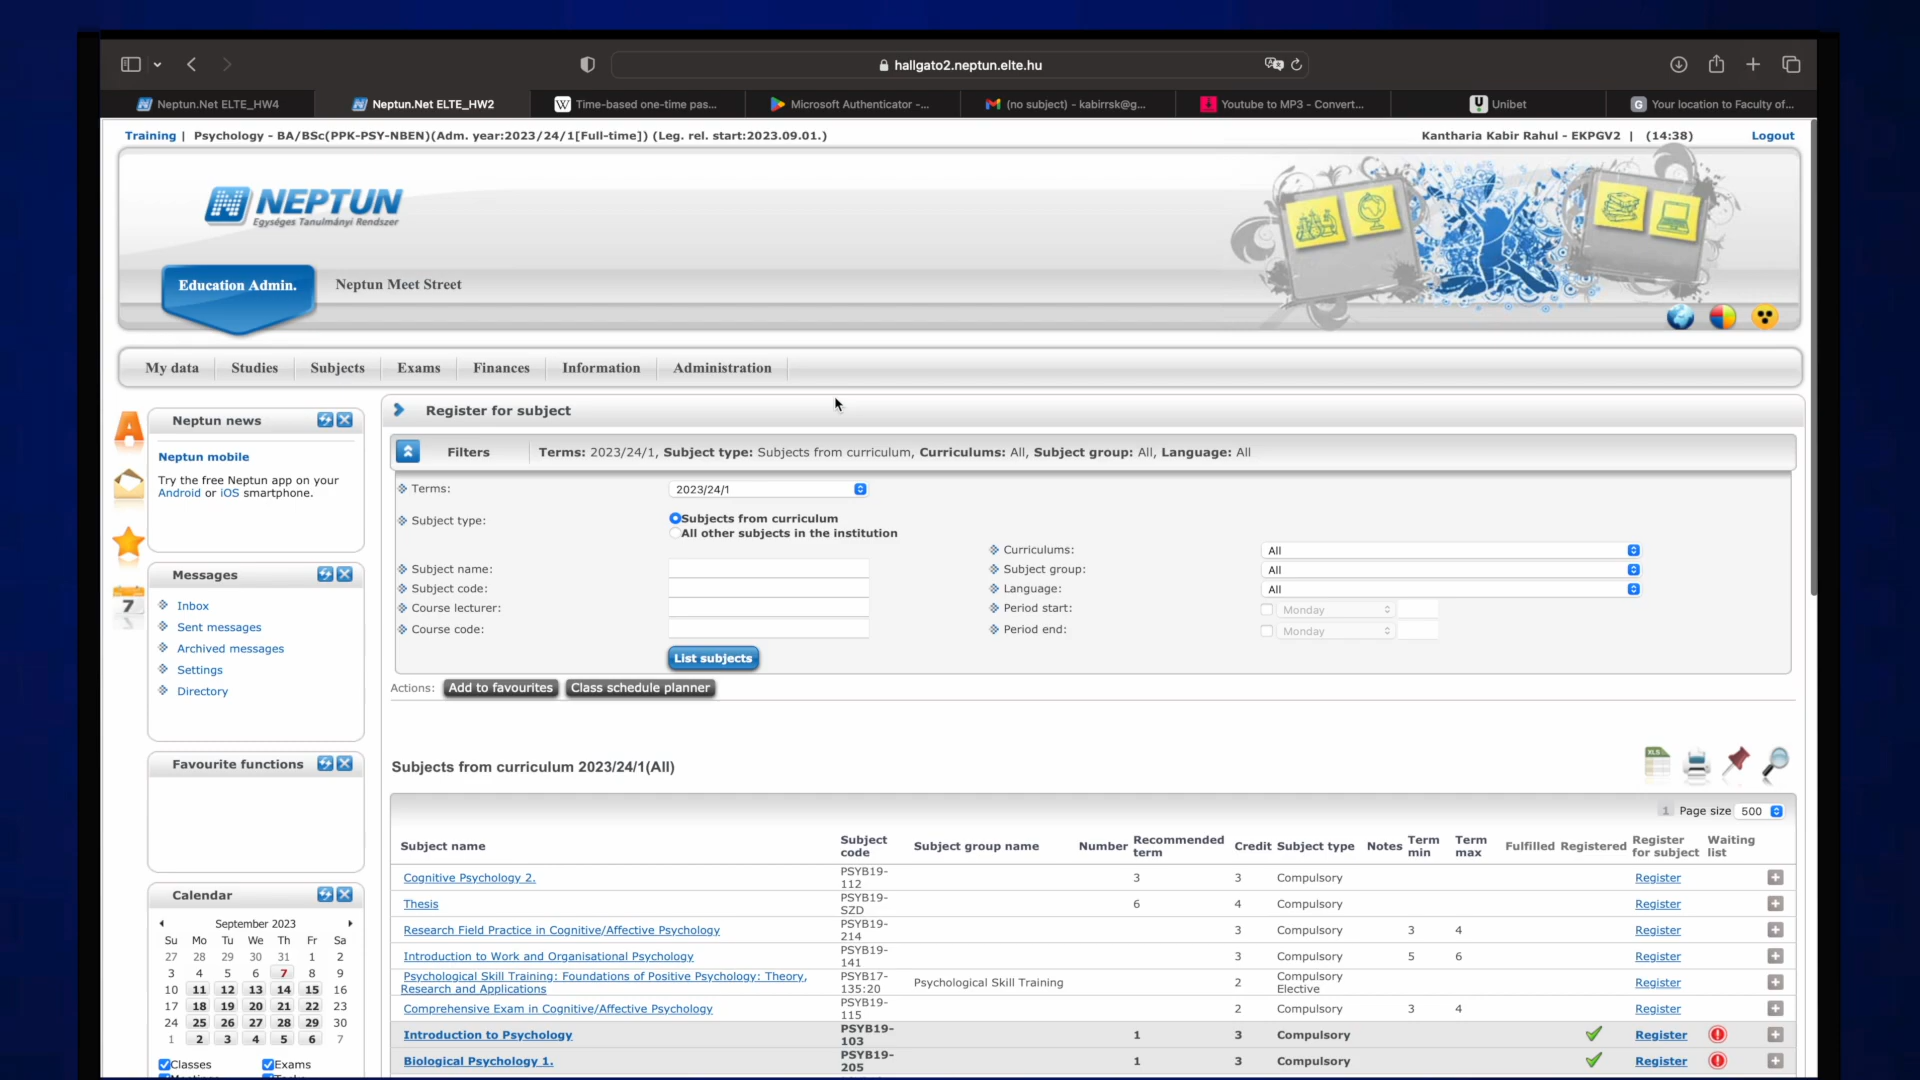 hallgato2.neptun.elte.hu
Neptun.Net ELTE_HW4
Neptun.Net ELTE_HW2
Time-based one-time pas...
Microsoft Authenticator -...
(no subject) - kabirrsk@g...
Youtube to MP3 - Convert...
Unibet
Your location to Faculty of...
Training | Psychology - BA/BSc(PPK-PSY-NBEN)(Adm. year:2023/24/1[Full-time]) (Leg. rel. start:2023.09.01.)
Kantharia Kabir Rahul - EKPGV2 | (14:38) Logout
NEPTUN
Egységes Tanulmányi Rendszer
Education Admin.
Neptun Meet Street
My data
Studies
Subjects
Exams
Finances
Information
Administration
Neptun news
Neptun mobile
Try the free Neptun app on your
Android or iOS smartphone.
Messages
Inbox
Sent messages
Archived messages
Settings
Directory
Favourite functions
Calendar
September 2023
Su Mo Tu We Th Fr Sa
27 28 29 30 31 1 2
3 4 5 6 7 8 9
10 11 12 13 14 15 16
17 18 19 20 21 22 23
24 25 26 27 28 29 30
1 2 3 4 5 6 7
Classes Exams
Register for subject
Filters Terms: 2023/24/1, Subject type: Subjects from curriculum, Curriculums: All, Subject group: All, Language: All
Terms: 2023/24/1
Subject type: Subjects from curriculum
All other subjects in the institution
Curriculums: All
Subject name: Subject group: All
Subject code: Language: All
Course lecturer: Period start: Monday
Course code: Period end: Monday
List subjects
Actions: Add to favourites Class schedule planner
Subjects from curriculum 2023/24/1(All)
XLS
1 Page size 500
Subject name Subject code Subject group name Number Recommended term Credit Subject type Notes Term min Term max Fulfilled Registered Register for subject Waiting list
Cognitive Psychology 2. PSYB19-112 3 3 Compulsory Register
Thesis PSYB19-SZD 6 4 Compulsory Register
Research Field Practice in Cognitive/Affective Psychology PSYB19-214 3 Compulsory 3 4 Register
Introduction to Work and Organisational Psychology PSYB19-141 3 Compulsory 5 6 Register
Psychological Skill Training: Foundations of Positive Psychology: Theory, Research and Applications PSYB17-135:20 Psychological Skill Training 2 Compulsory Elective Register
Comprehensive Exam in Cognitive/Affective Psychology PSYB19-115 2 Compulsory 3 4 Register
Introduction to Psychology PSYB19-103 1 3 Compulsory Register
Biological Psychology 1. PSYB19-205 1 3 Compulsory Register